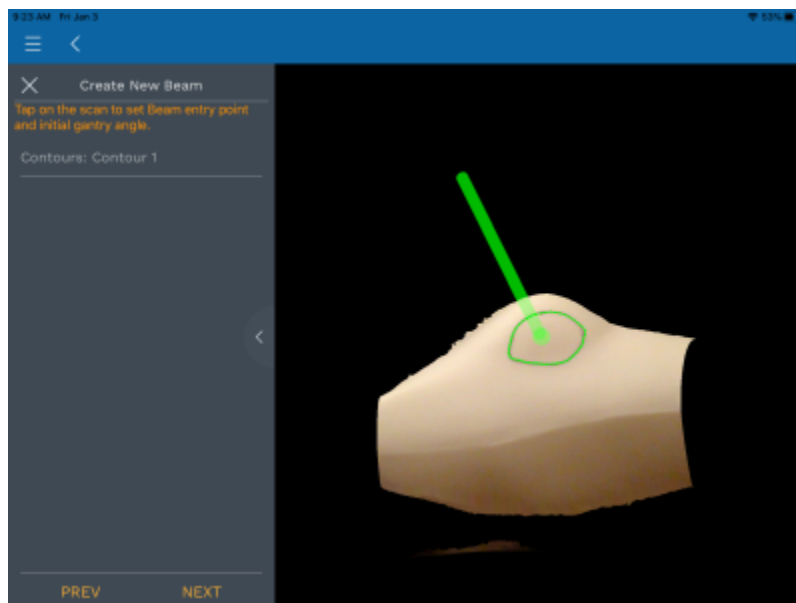 9:23 AM Fri Jan 3
53%
Create New Beam
Tap on the scan to set Beam entry point
and initial gantry angle.
Contours: Contour 1
PREV NEXT